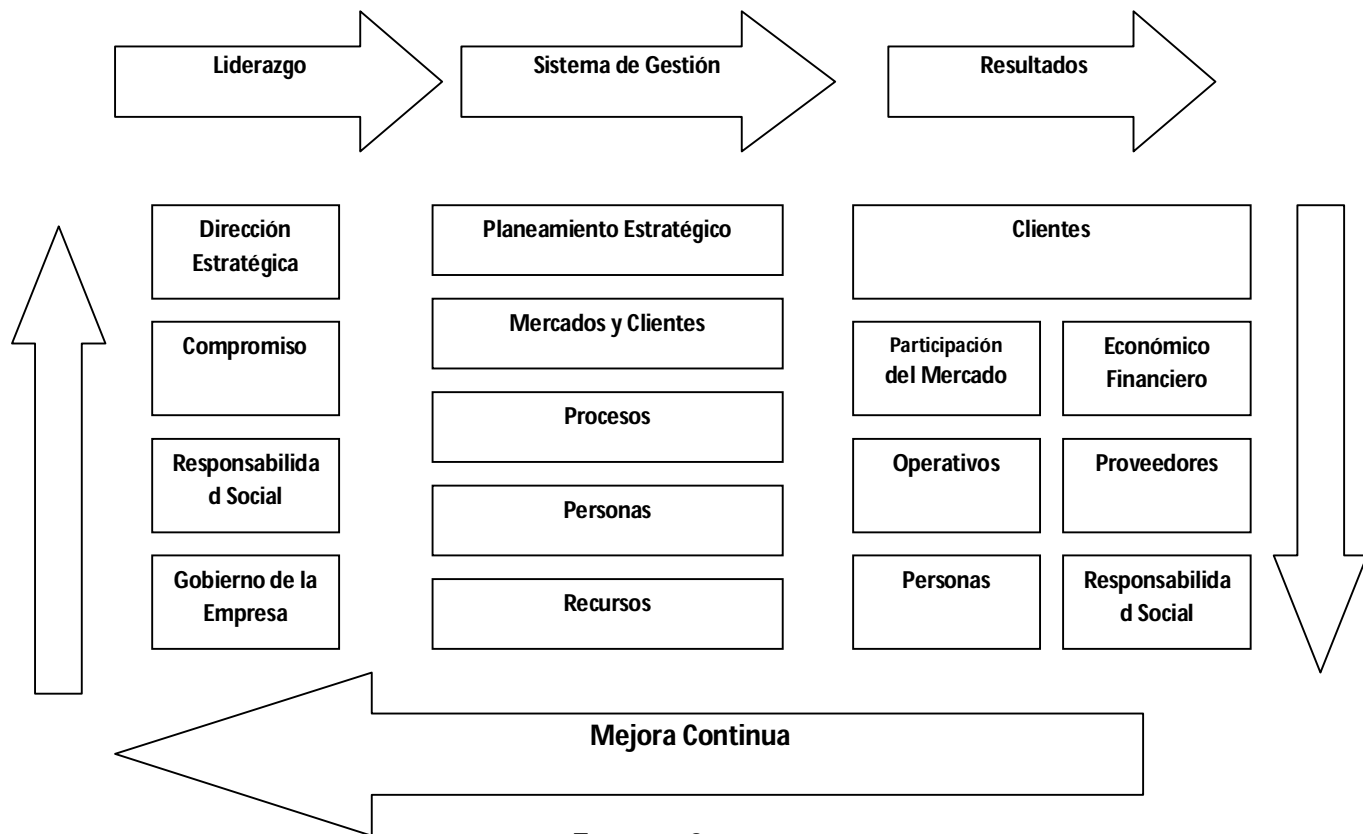 Liderazgo
Sistema de Gestión
Resultados
Dirección
Estratégica
Compromiso
Responsabilida
d Social
Gobierno de la
Empresa
Planeamiento Estratégico
Mercados y Clientes
Procesos
Personas
Recursos
Clientes
Participación
del Mercado
Económico
Financiero
Operativos
Proveedores
Personas
Responsabilida
d Social
Mejora Continua